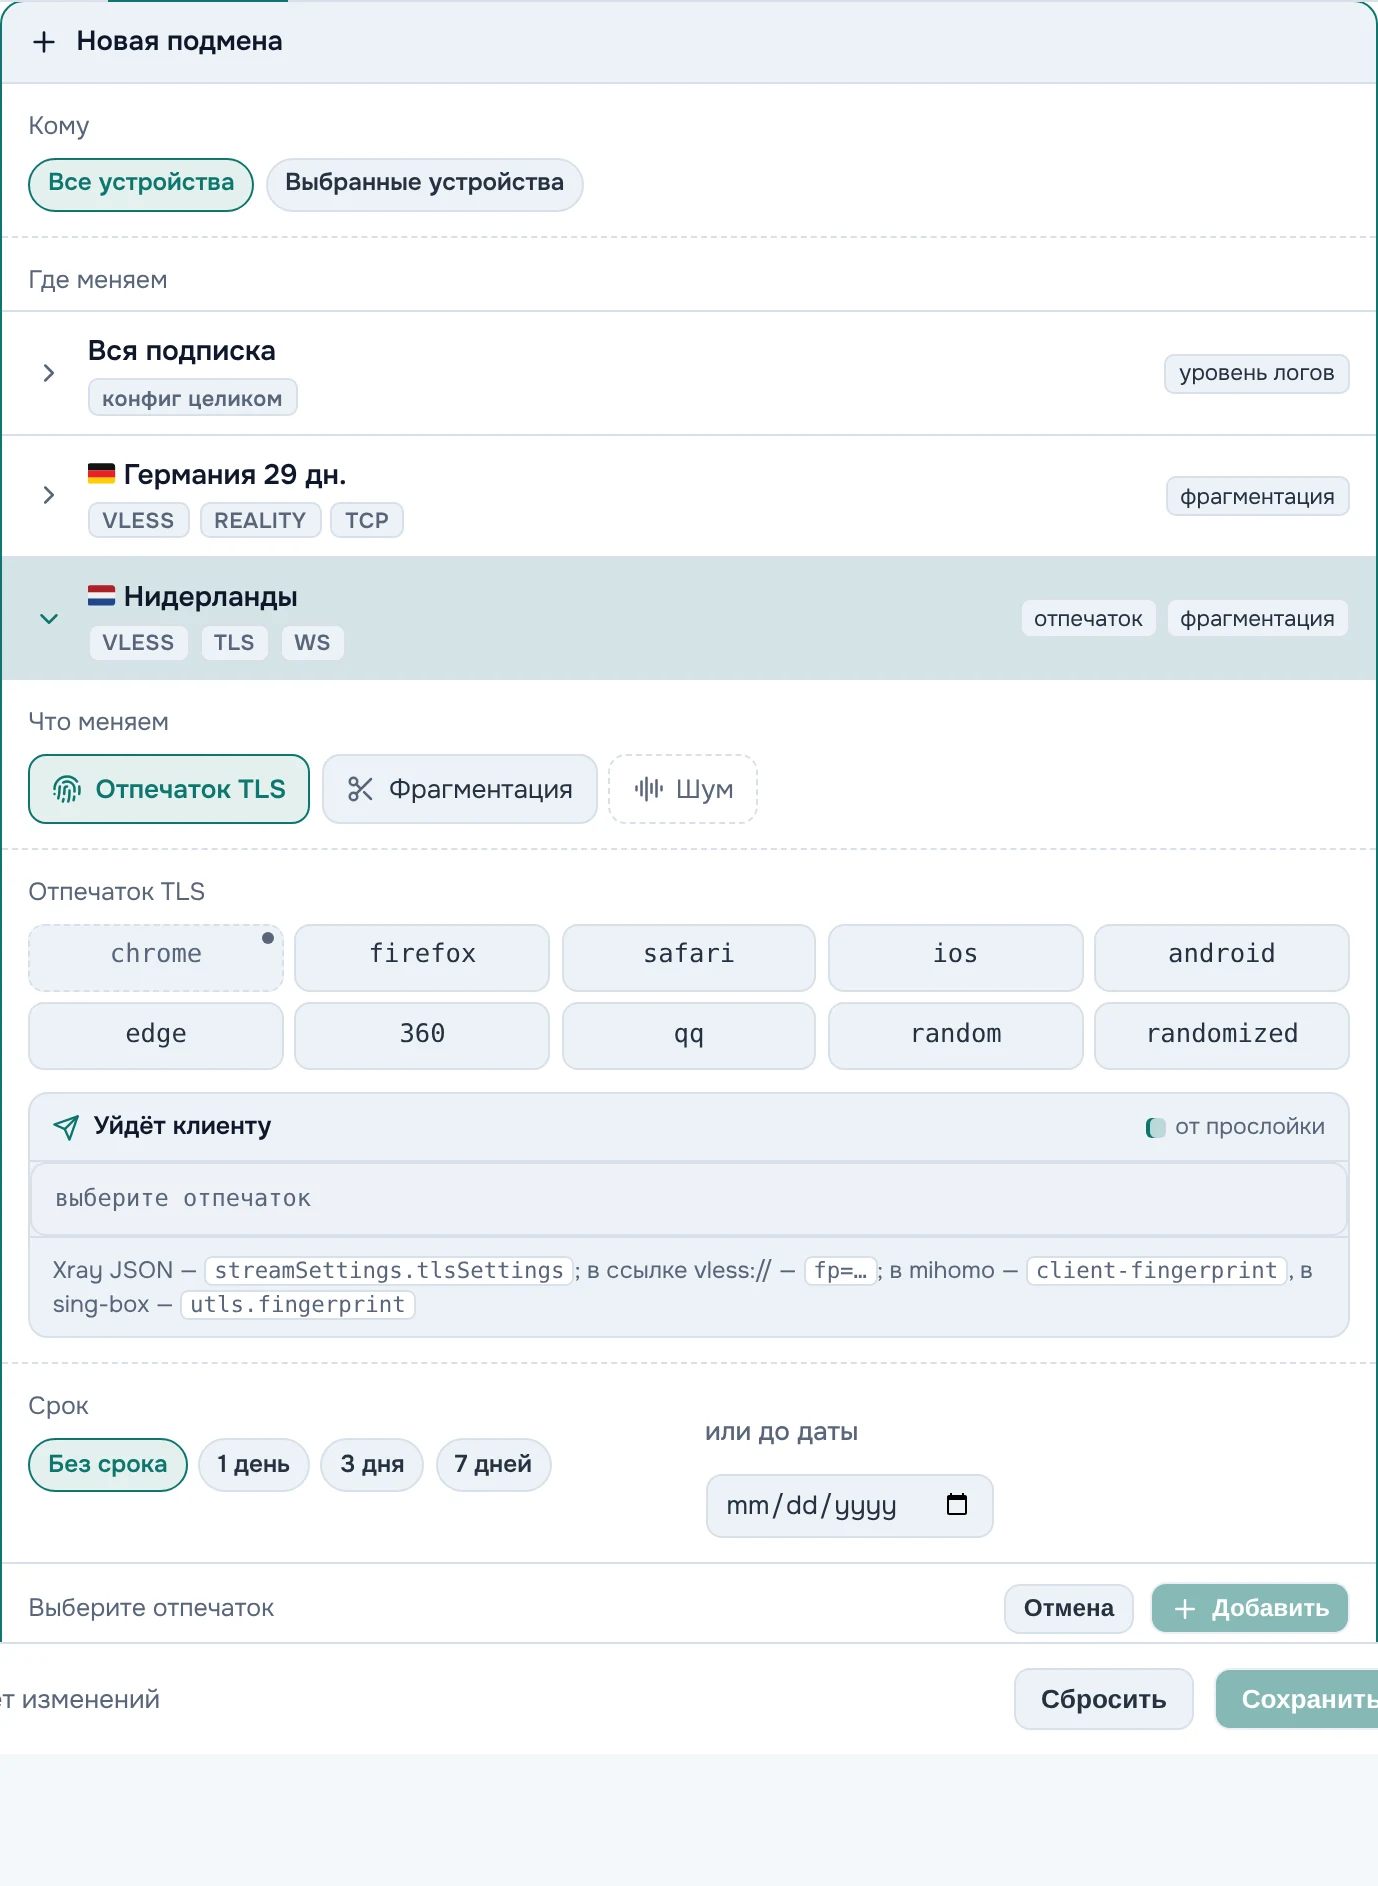 Новая подмена
Кому
Все устройства Выбранные устройства
Где меняем
Вся подписка
конфиг целиком
уровень логов
Германия 29 дн.
VLESS REALITY TCP
фрагментация
Нидерланды
VLESS TLS WS
отпечаток фрагментация
Что меняем
Отпечаток TLS Фрагментация Шум
Отпечаток TLS
chrome firefox safari ios android
edge 360 qq random randomized
Уйдёт клиенту от прослойки
выберите отпечаток
Xray JSON — streamSettings.tlsSettings; в ссылке vless:// — fp=…; в mihomo — client-fingerprint, в
sing-box — utls.fingerprint
Срок
Без срока 1 день 3 дня 7 дней
или до даты
mm/dd/yyyy
Выберите отпечаток Отмена + Добавить
ет изменений Сбросить Сохранить